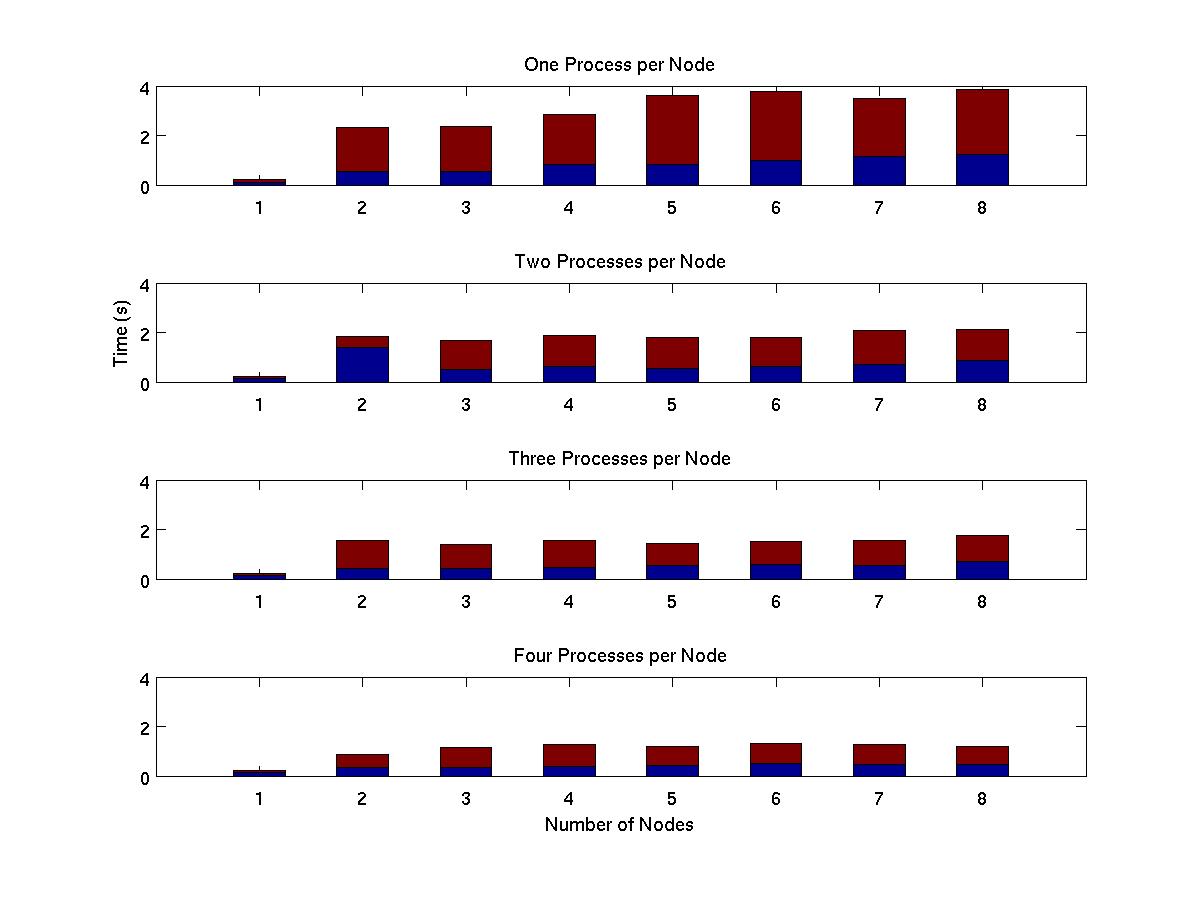 One Process per Node
4
2
0
1 2 3 4 5 6 7 8
Two Processes per Node
4
2
0
Time (s)
1 2 3 4 5 6 7 8
Three Processes per Node
4
2
0
1 2 3 4 5 6 7 8
Four Processes per Node
4
2
0
1 2 3 4 5 6 7 8
Number of Nodes